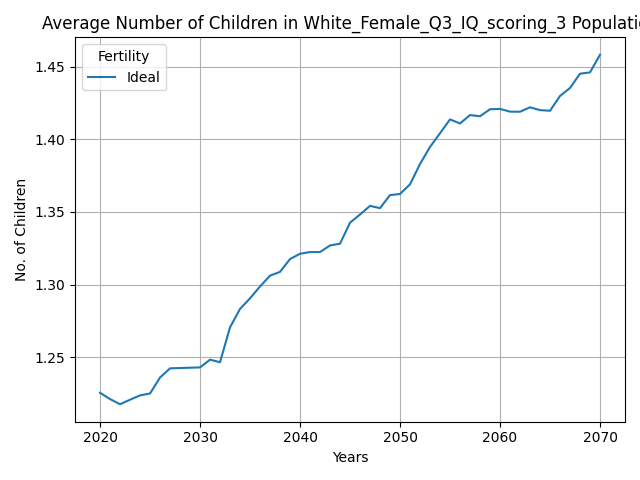 Average Number of Children in White_Female_Q3_IQ_scoring_3 Populatio
Fertility
Ideal
1.45
1.40
1.35
1.30
1.25
No. of Children
2020 2030 2040 2050 2060 2070
Years